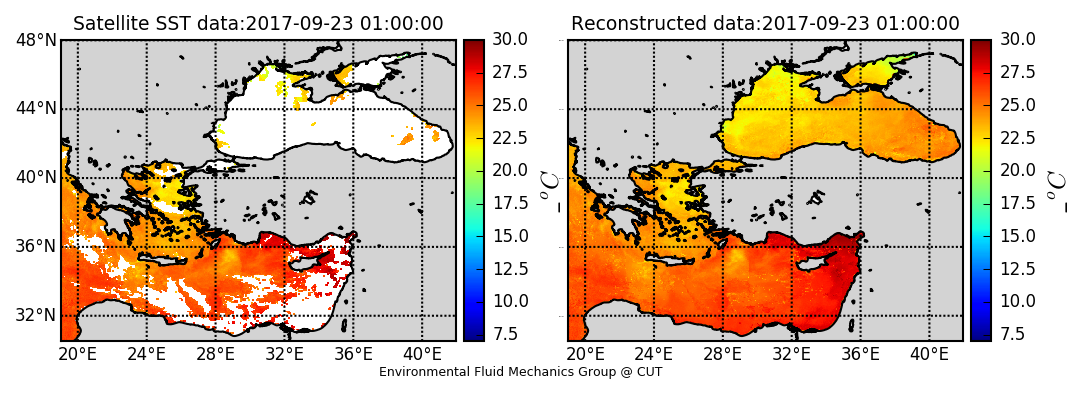 Satellite SST data:2017-09-23 01:00:00
48°N
44°N
40°N
36°N
32°N
20°E 24°E 28°E 32°E 36°E 40°E
30.0
27.5
25.0
22.5
20.0
17.5
15.0
12.5
10.0
7.5
_ °C
Reconstructed data:2017-09-23 01:00:00
20°E 24°E 28°E 32°E 36°E 40°E
30.0
27.5
25.0
22.5
20.0
17.5
15.0
12.5
10.0
7.5
_ °C
Environmental Fluid Mechanics Group @ CUT